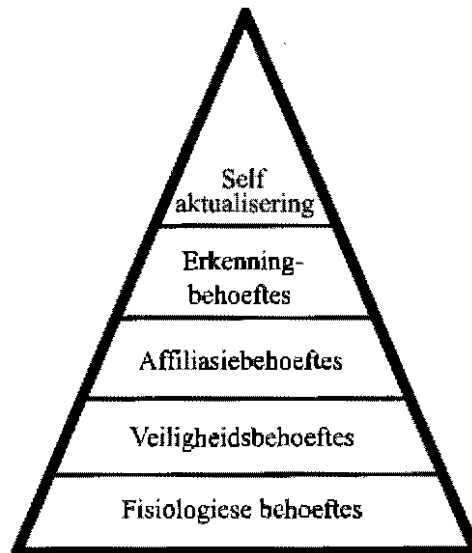 Self
aktualisering
Erkenning-
behoeftes
Affiliasiebehoeftes
Veiligheidsbehoeftes
Fisiologiese behoeftes